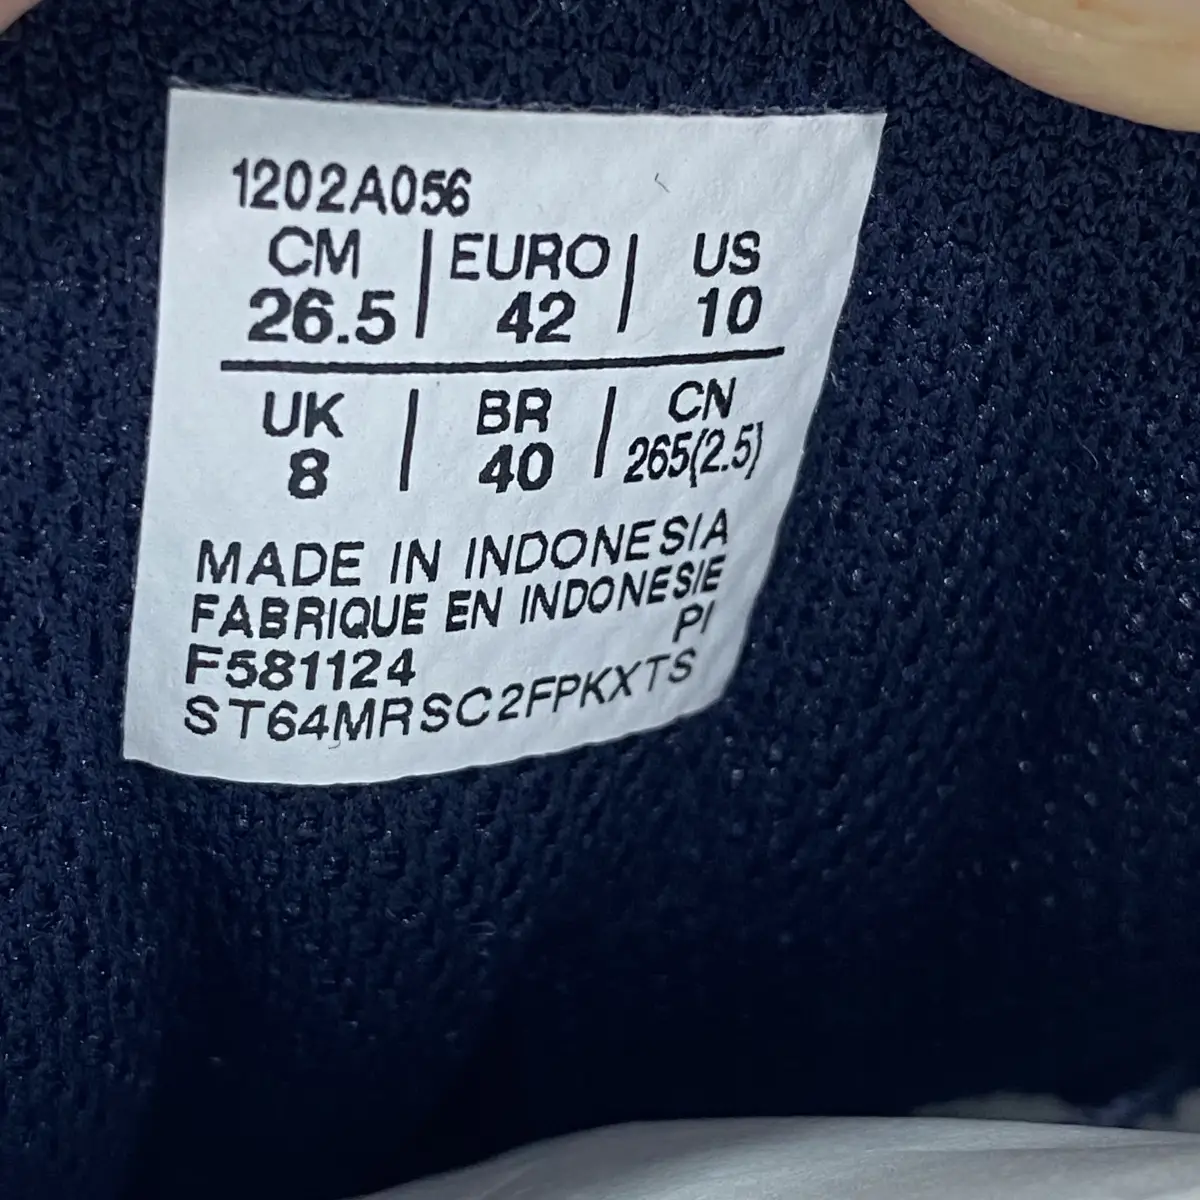 1202A056
CM | EURO | US
26.5 | 42 | 10
UK | BR | CN
8 | 40 | 265(2.5)
MADE IN INDONESIA
FABRIQUE EN INDONESIE
PI
F581124
ST64MRSC2FPKXTS